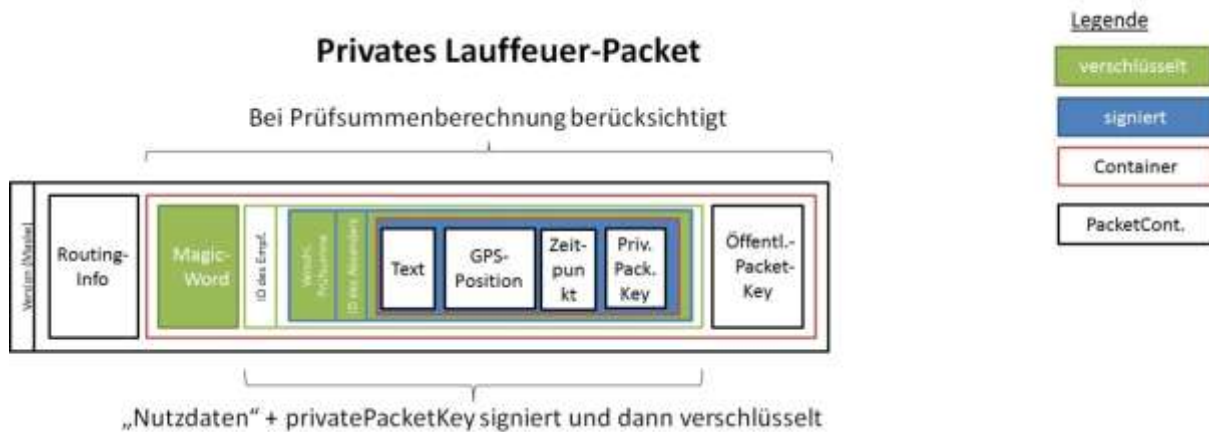 Privates Lauffeuer-Packet
Bei Prüfsummenberechnung berücksichtigt
Legende
verschlüsselt
signiert
Container
PacketCont.
Routing-
Info
Magic-
Word
ID des Empf.
Prüfsumme
ID des Absenders
Text
GPS-
Position
Zeit-
pun
kt
Priv.
Pack.
Key
Öffentl.-
Packet-
Key
„Nutzdaten“ + privatePacketKey signiert und dann verschlüsselt